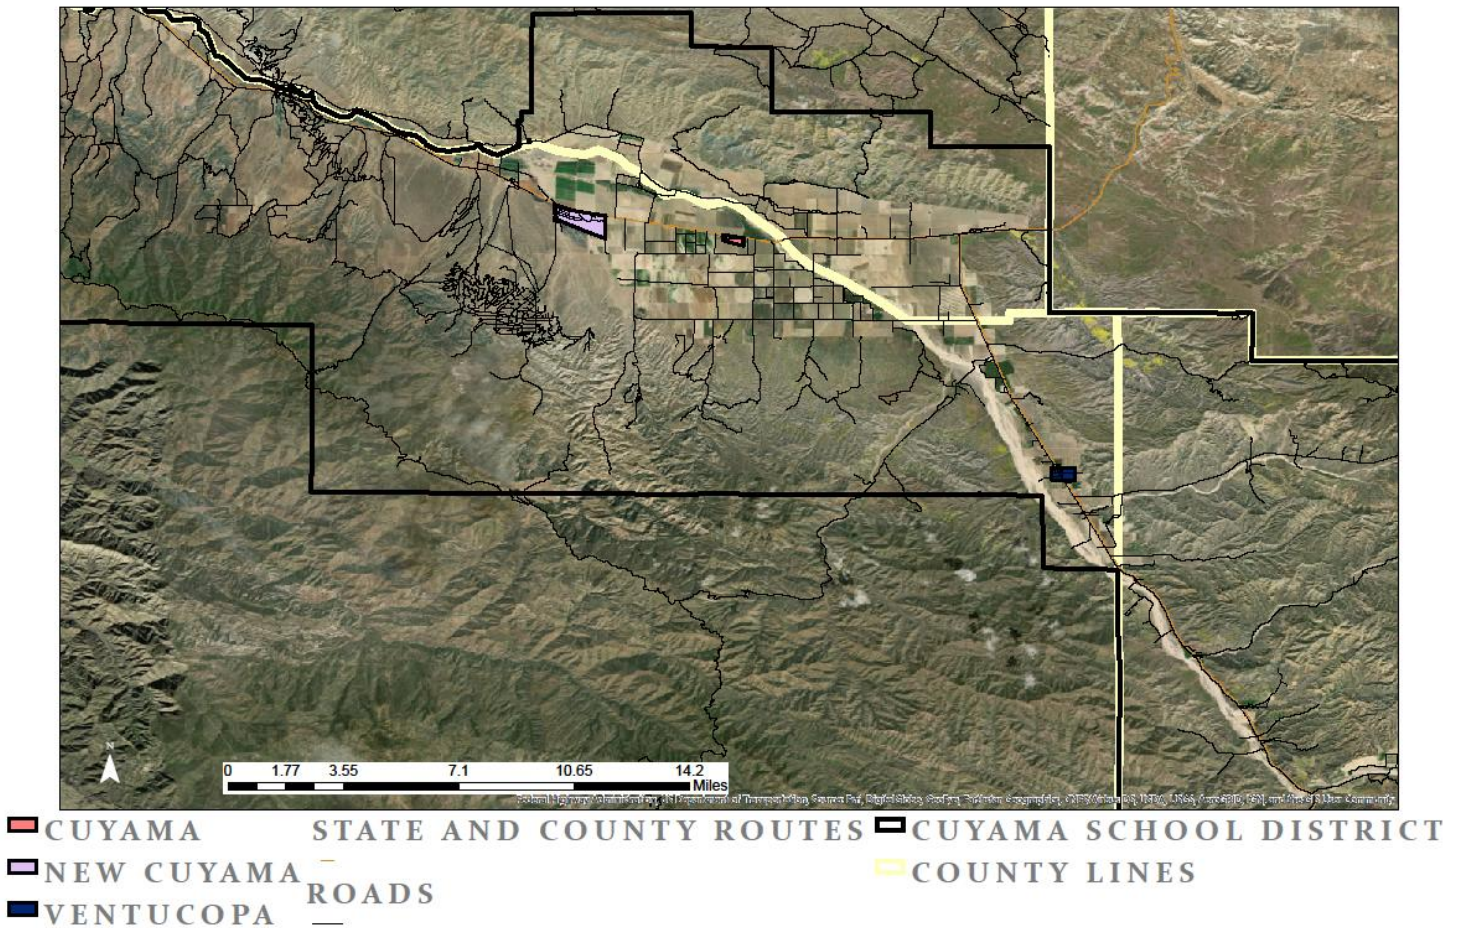 N
0 1.77 3.55 7.1 10.65 14.2
Miles
CUYAMA STATE AND COUNTY ROUTES CUYAMA SCHOOL DISTRICT
NEW CUYAMA COUNTY LINES
ROADS
VENTUCOPA